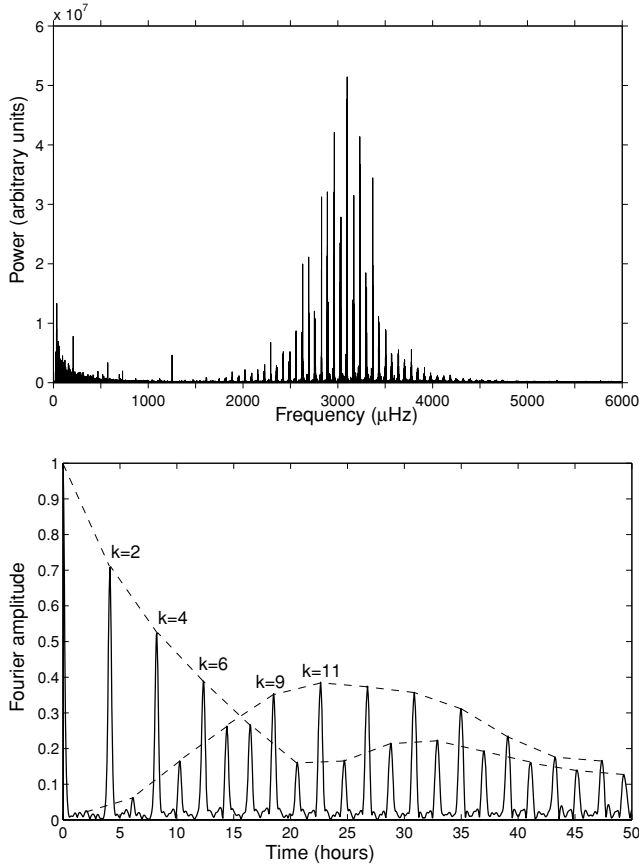 x 10⁷
6
5
4
3
2
1
0
Power (arbitrary units)
0 1000 2000 3000 4000 5000 6000
Frequency (μHz)
1
0.9
0.8
0.7
0.6
0.5
0.4
0.3
0.2
0.1
0
Fourier amplitude
k=2
k=4
k=6
k=9
k=11
0 5 10 15 20 25 30 35 40 45 50
Time (hours)